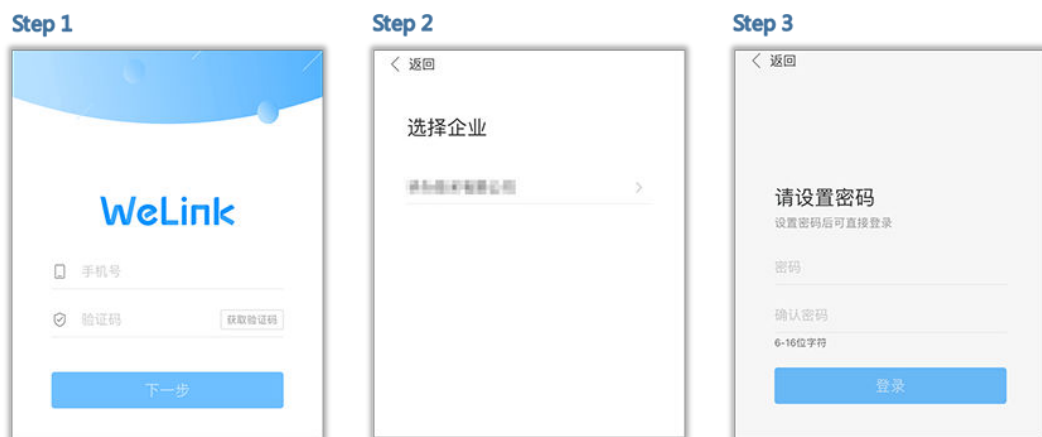 Step 1
WeLink
手机号
验证码
获取验证码
下一步
Step 2
返回
选择企业
Step 3
返回
请设置密码
设置密码后可直接登录
密码
确认密码
6-16位字符
登录